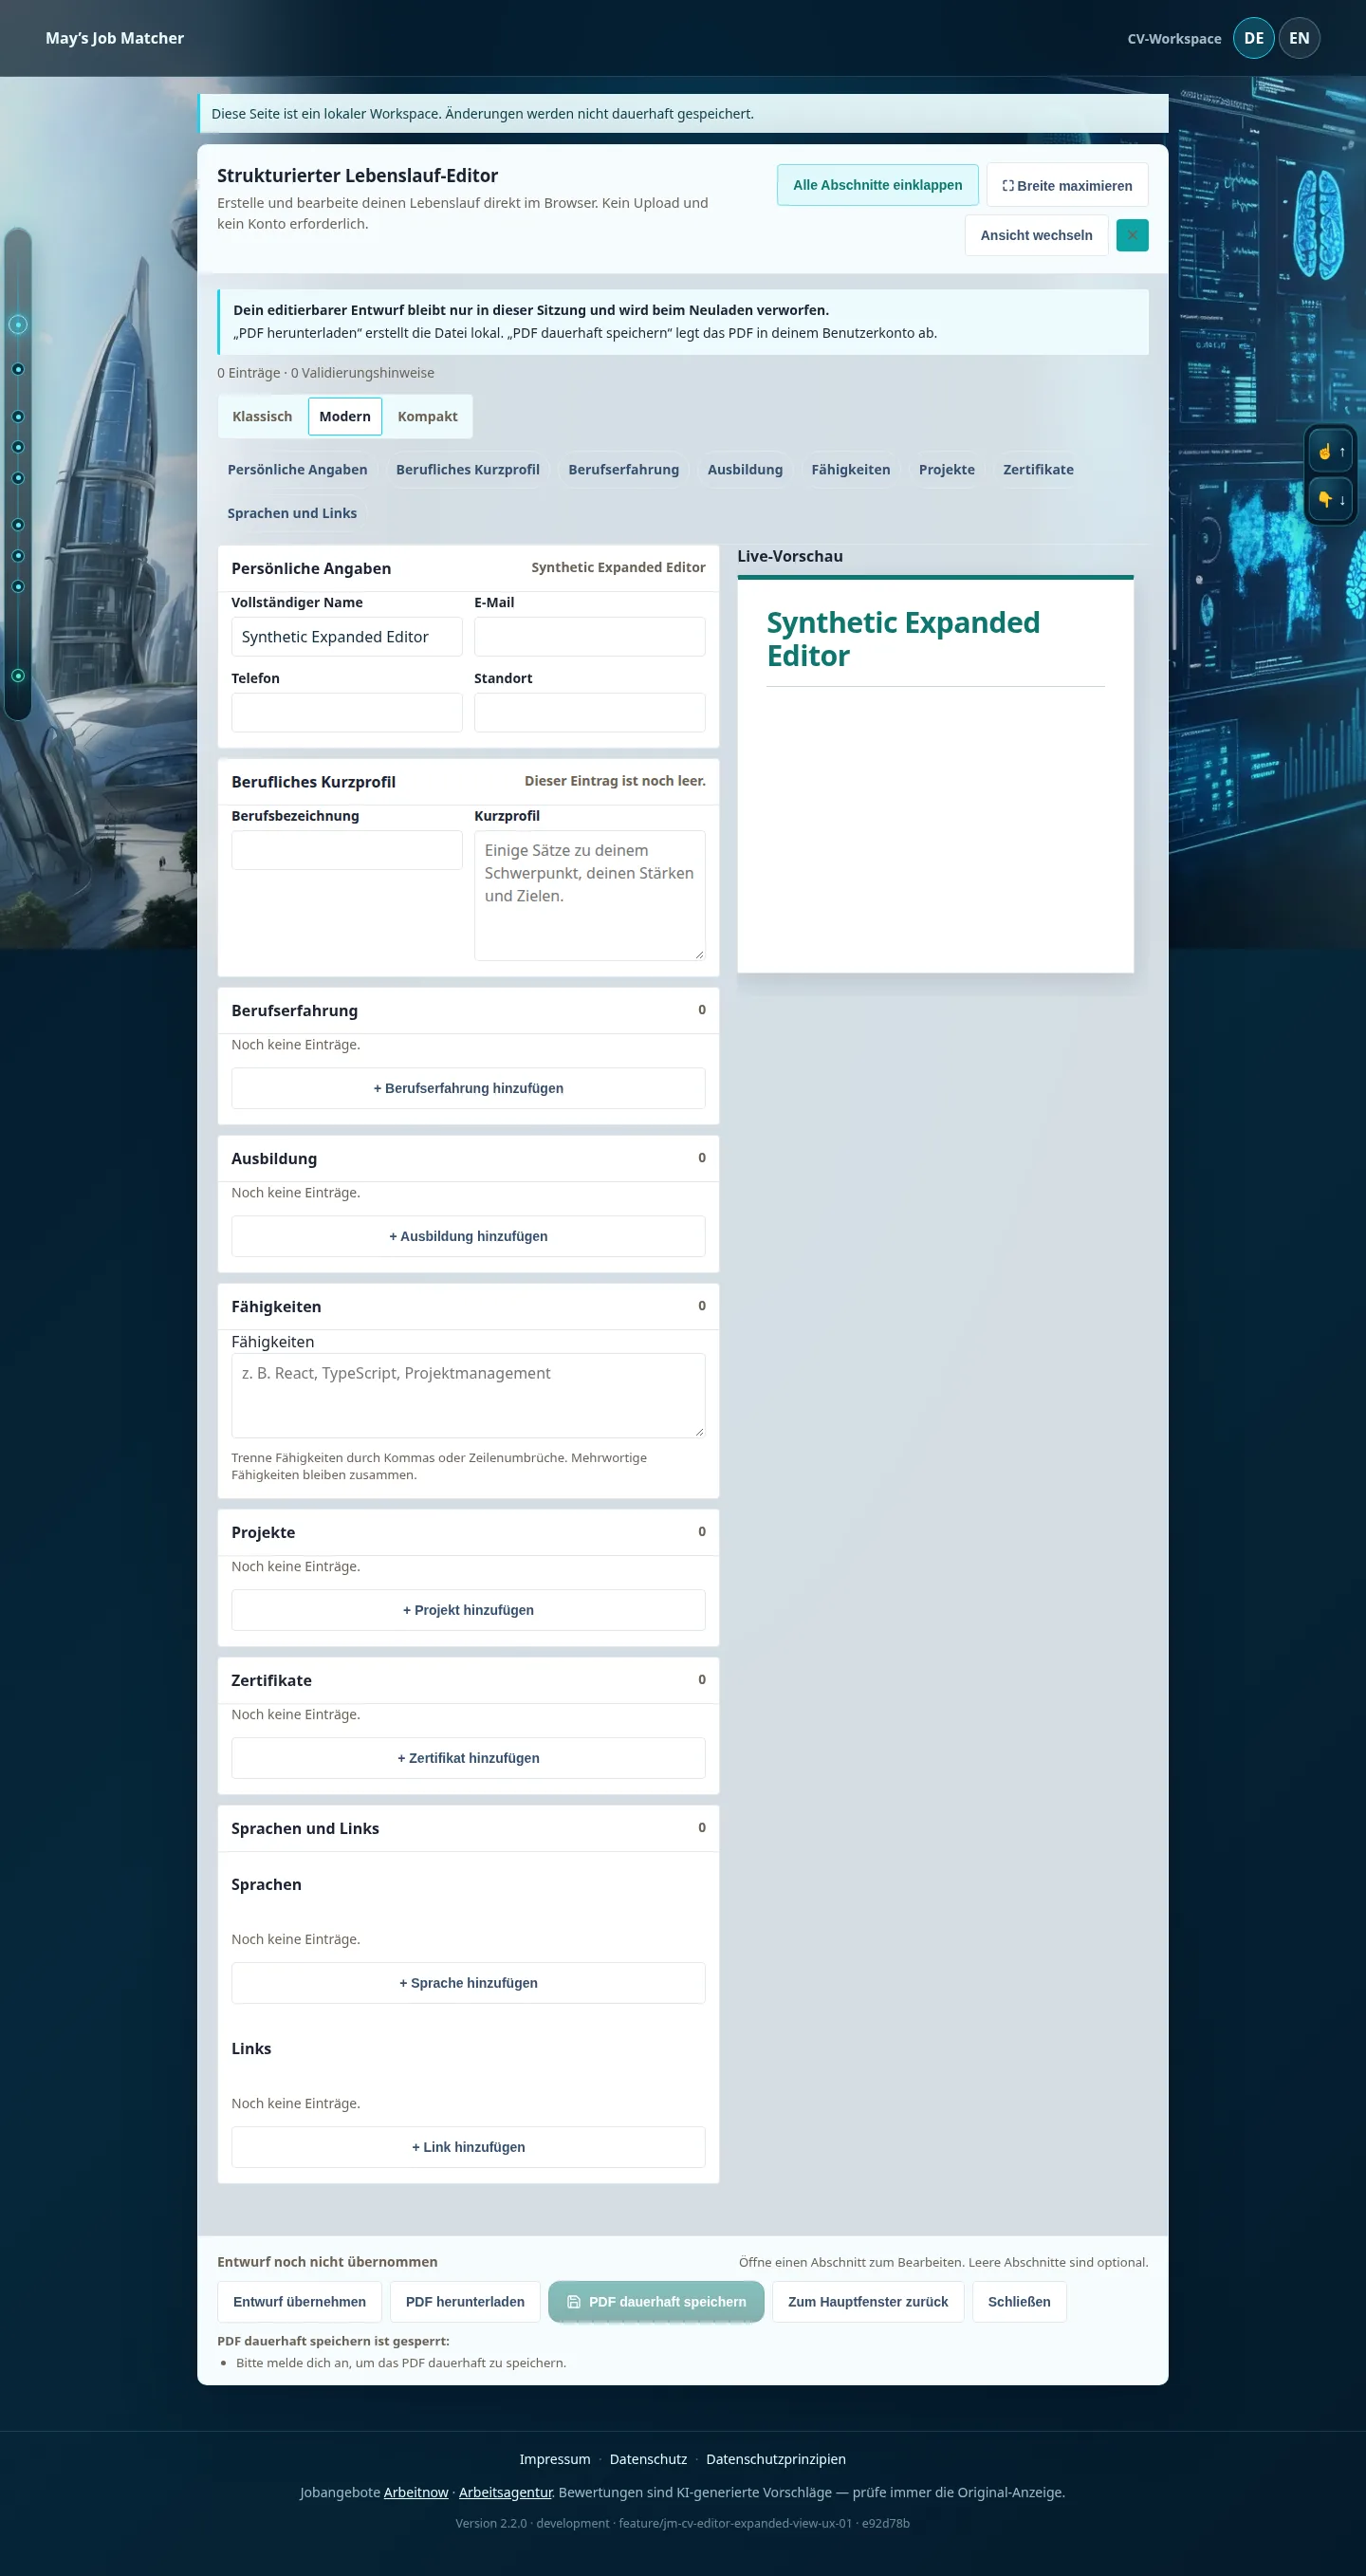 May’s Job Matcher
CV-Workspace DE EN
Diese Seite ist ein lokaler Workspace. Änderungen werden nicht dauerhaft gespeichert.
Strukturierter Lebenslauf-Editor
Erstelle und bearbeite deinen Lebenslauf direkt im Browser. Kein Upload und
kein Konto erforderlich.
Alle Abschnitte einklappen
Breite maximieren
Ansicht wechseln
Dein editierbarer Entwurf bleibt nur in dieser Sitzung und wird beim Neuladen verworfen.
„PDF herunterladen“ erstellt die Datei lokal. „PDF dauerhaft speichern“ legt das PDF in deinem Benutzerkonto ab.
0 Einträge · 0 Validierungshinweise
Klassisch Modern Kompakt
Persönliche Angaben Berufliches Kurzprofil Berufserfahrung Ausbildung Fähigkeiten Projekte Zertifikate
Sprachen und Links
Persönliche Angaben Synthetic Expanded Editor
Vollständiger Name E-Mail
Synthetic Expanded Editor
Telefon Standort
Berufliches Kurzprofil Dieser Eintrag ist noch leer.
Berufsbezeichnung Kurzprofil
Einige Sätze zu deinem
Schwerpunkt, deinen Stärken
und Zielen.
Berufserfahrung 0
Noch keine Einträge.
+ Berufserfahrung hinzufügen
Ausbildung 0
Noch keine Einträge.
+ Ausbildung hinzufügen
Fähigkeiten 0
Fähigkeiten
z. B. React, TypeScript, Projektmanagement
Trenne Fähigkeiten durch Kommas oder Zeilenumbrüche. Mehrwortige
Fähigkeiten bleiben zusammen.
Projekte 0
Noch keine Einträge.
+ Projekt hinzufügen
Zertifikate 0
Noch keine Einträge.
+ Zertifikat hinzufügen
Sprachen und Links 0
Sprachen
Noch keine Einträge.
+ Sprache hinzufügen
Links
Noch keine Einträge.
+ Link hinzufügen
Live-Vorschau
Synthetic Expanded
Editor
Entwurf noch nicht übernommen
Öffne einen Abschnitt zum Bearbeiten. Leere Abschnitte sind optional.
Entwurf übernehmen PDF herunterladen PDF dauerhaft speichern Zum Hauptfenster zurück Schließen
PDF dauerhaft speichern ist gesperrt:
• Bitte melde dich an, um das PDF dauerhaft zu speichern.
Impressum · Datenschutz · Datenschutzprinzipien
Jobangebote Arbeitnow · Arbeitsagentur. Bewertungen sind KI-generierte Vorschläge — prüfe immer die Original-Anzeige.
Version 2.2.0 · development · feature/jm-cv-editor-expanded-view-ux-01 · e92d78b